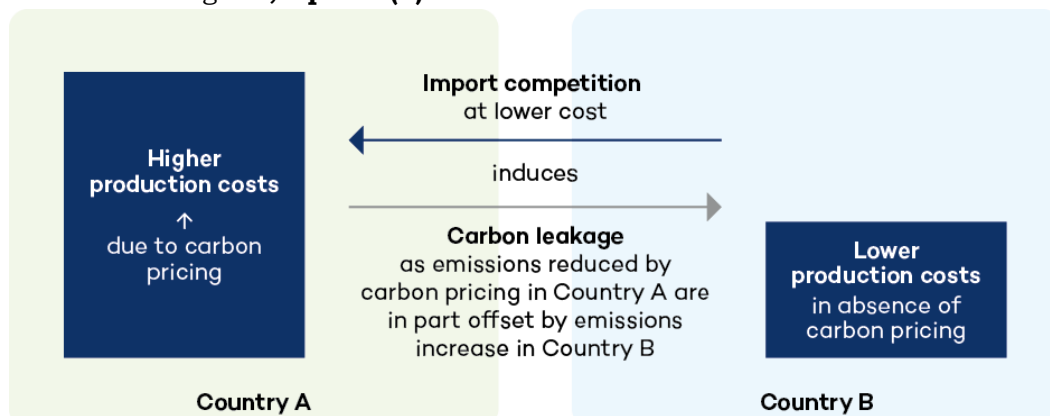 Higher
production costs
↑
due to carbon
pricing
Import competition
at lower cost
induces
Carbon leakage
as emissions reduced by
carbon pricing in Country A are
in part offset by emissions
increase in Country B
Lower
production costs
in absence of
carbon pricing
Country A
Country B